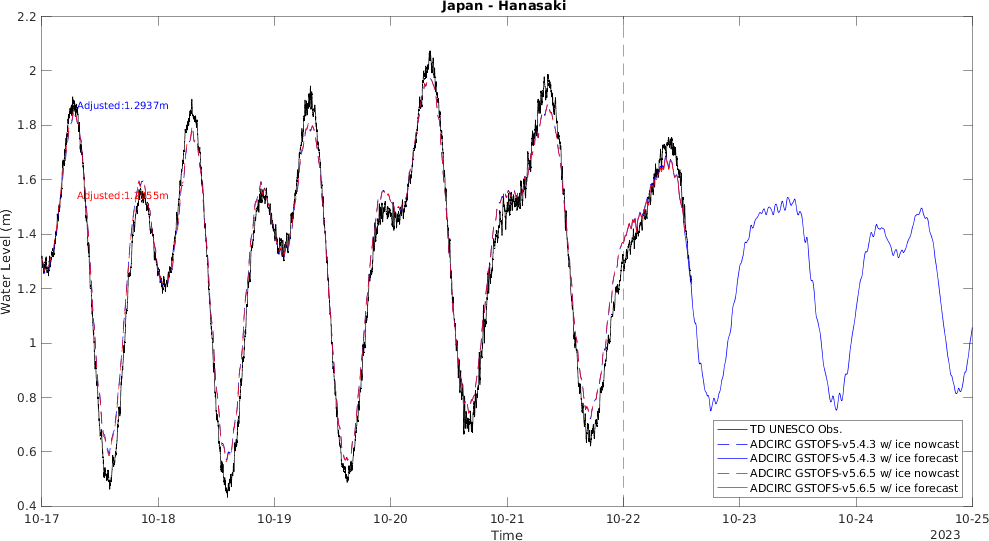 Japan - Hanasaki
2.2
2
1.8
1.6
1.4
1.2
1
0.8
0.6
0.4
Water Level (m)
Adjusted:1.2937m
TD UNESCO Obs.
ADCIRC GSTOFS-v5.4.3 w/ ice nowcast
ADCIRC GSTOFS-v5.4.3 w/ ice forecast
ADCIRC GSTOFS-v5.6.5 w/ ice nowcast
ADCIRC GSTOFS-v5.6.5 w/ ice forecast
10-17 10-18 10-19 10-20 10-21 10-22 10-23 10-24 10-25
Time
2023